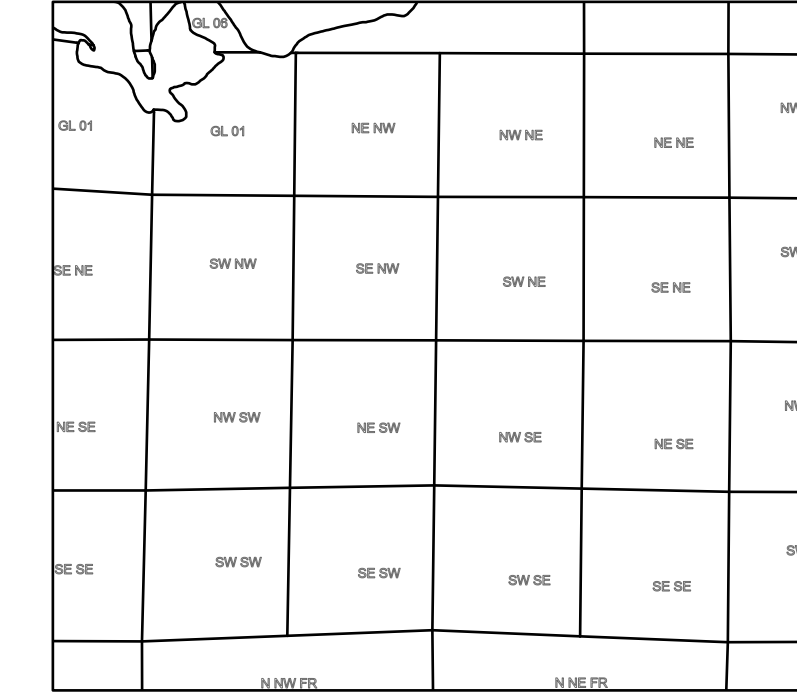 GL 06
GL 01
GL 01
NE NW
NW NE
NE NE
NW
SE NE
SW NW
SE NW
SW NE
SE NE
SW
NE SE
NW SW
NE SW
NW SE
NE SE
SE SE
SW SW
SE SW
SW SE
SE SE
N NW FR
N NE FR